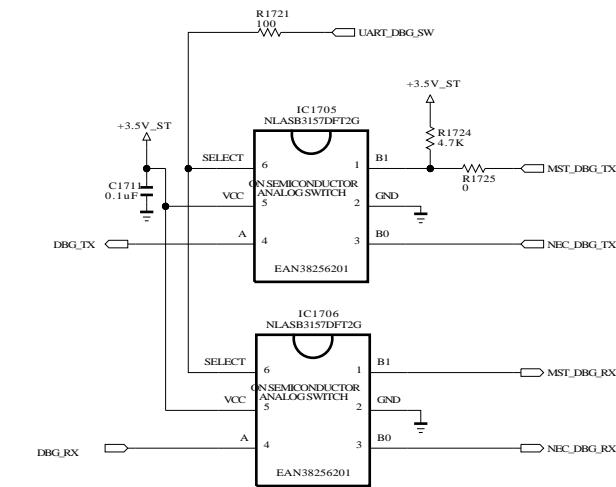 R1721
100
UART_DBG_SW
+3.5V_ST
IC1705
NLASB3157DFT2G
+3.5V_ST
R1724
4.7K
SELECT
6
1
B1
MST_DBG_TX
R1725
0
C1711
0.1uF
ON SEMICONDUCTOR
ANALOG SWITCH
VCC
5
2
GND
DBG_TX
A
4
3
B0
NEC_DBG_TX
EAN38256201
IC1706
NLASB3157DFT2G
SELECT
6
1
B1
MST_DBG_RX
ON SEMICONDUCTOR
ANALOG SWITCH
VCC
5
2
GND
DBG_RX
A
4
3
B0
NEC_DBG_RX
EAN38256201